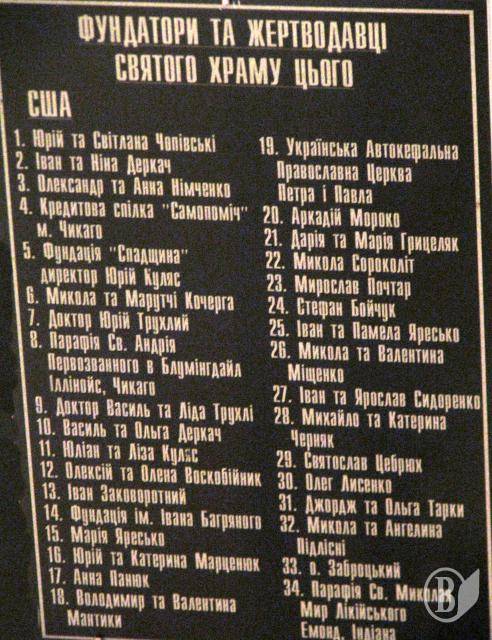 ФУНДАТОРИ ТА ЖЕРТВОДАВЦІ
СВЯТОГО ХРАМУ ЦЬОГО
США
1. Юрій та Світлана Чопівські
2. Іван та Ніна Деркач
3. Олександр та Анна Німченко
4. Кредитова спілка "Самопоміч"
м. Чикаго
5. Фундація "Спадщина"
директор Юрій Куляс
6. Микола та Марутчі Кочерга
7. Доктор Юрій Трухлий
8. Парафія Св. Андрія
Первозванного в Блумінгдайл
Іллінойс, Чикаго
9. Доктор Василь та Ліда Трухлі
10. Василь та Ольга Деркач
11. Юліан та Ліза Куляс
12. Олексій та Олена Воскобійник
13. Іван Заковоротний
14. Фундація ім. Івана Багряного
15. Марія Яресько
16. Юрій та Катерина Марценюк
17. Анна Панюк
18. Володимир та Валентина
Мантики
19. Українська Автокефальна
Православна Церква
Петра і Павла
20. Аркадій Мороко
21. Дарія та Марія Грицеляк
22. Микола Сороколіт
23. Мирослав Почтар
24. Стефан Бойчук
25. Іван та Памела Яресько
26. Микола та Валентина
Міщенко
27. Іван та Ярослав Сидоренко
28. Михайло та Катерина
Черняк
29. Святослав Цебрюх
30. Олег Лисенко
31. Джордж та Ольга Тарки
32. Микола та Ангелина
Підлісні
33. о. Заброцький
34. Парафія Св. Миколая
Мир Лікійського
Емонд, Індіана
В